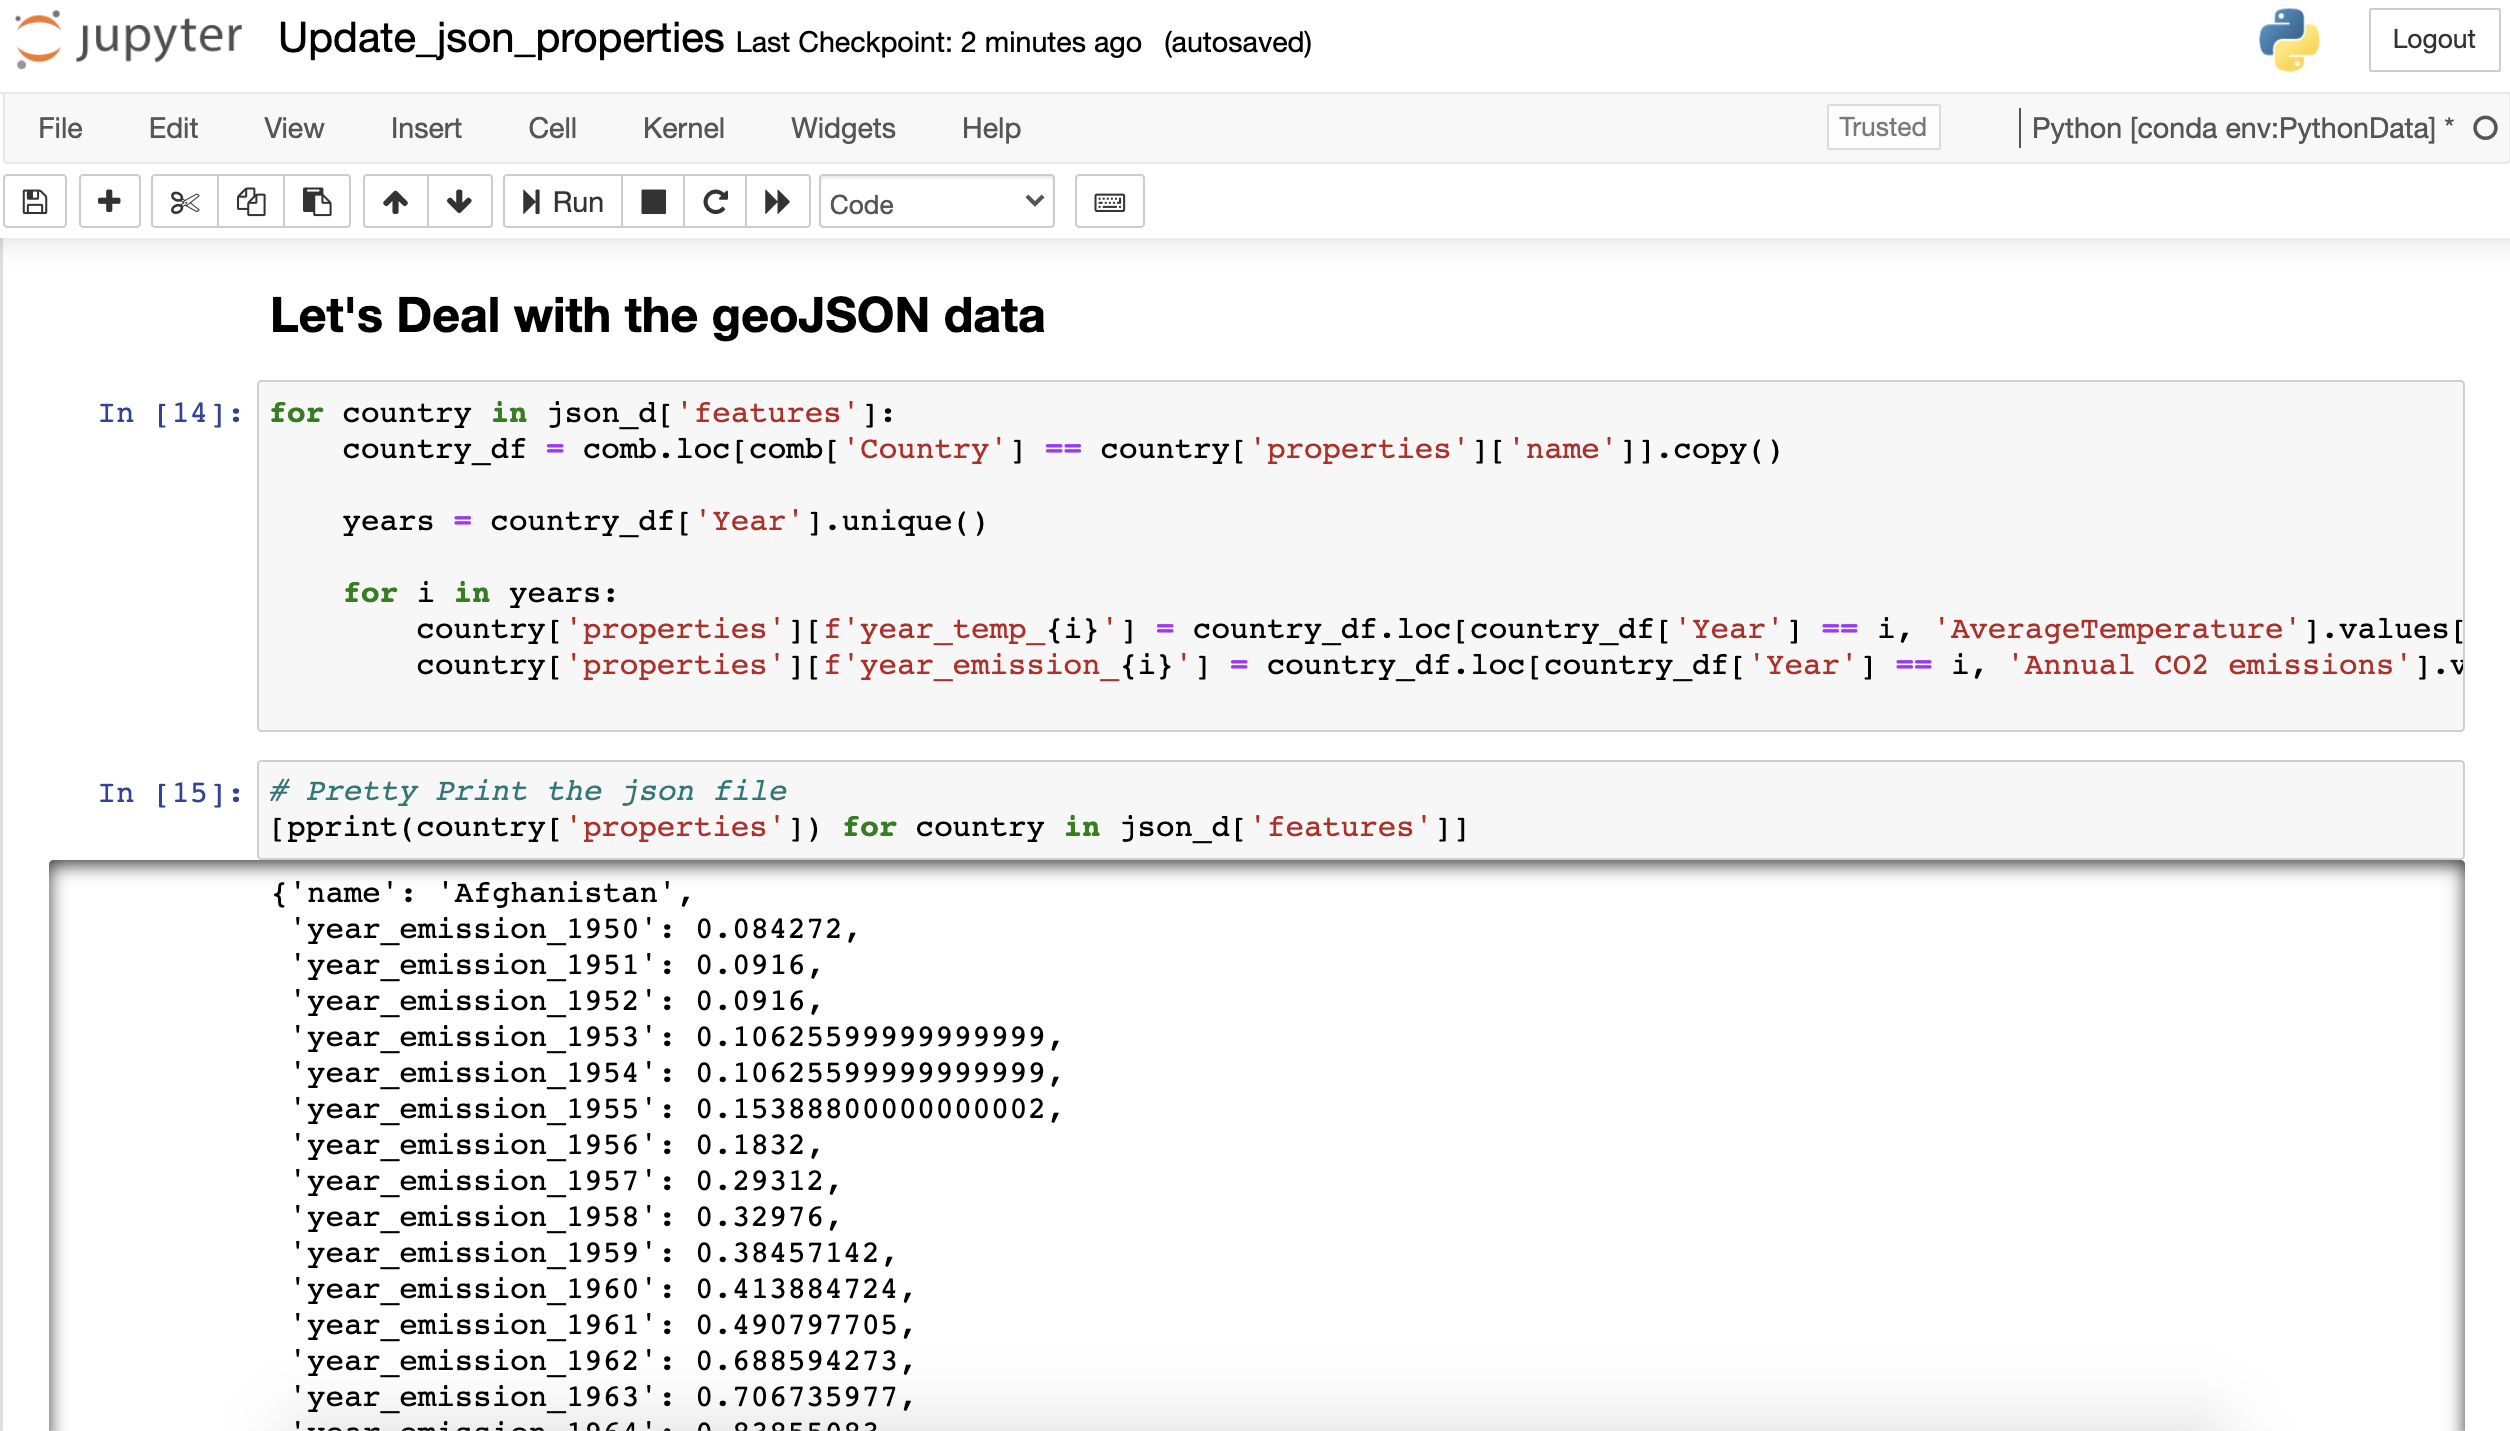 jupyter Update_json_properties Last Checkpoint: 2 minutes ago (autosaved) Logout
File Edit View Insert Cell Kernel Widgets Help Trusted Python [conda env:PythonData] *
Run Code
Let's Deal with the geoJSON data
In [14]: for country in json_d['features']:
    country_df = comb.loc[comb['Country'] == country['properties']['name']].copy()
    years = country_df['Year'].unique()
    for i in years:
        country['properties'][f'year_temp_{i}'] = country_df.loc[country_df['Year'] == i, 'AverageTemperature'].values[
        country['properties'][f'year_emission_{i}'] = country_df.loc[country_df['Year'] == i, 'Annual CO2 emissions'].v
In [15]: # Pretty Print the json file
[pprint(country['properties']) for country in json_d['features']]
{'name': 'Afghanistan',
 'year_emission_1950': 0.084272,
 'year_emission_1951': 0.0916,
 'year_emission_1952': 0.0916,
 'year_emission_1953': 0.10625599999999999,
 'year_emission_1954': 0.10625599999999999,
 'year_emission_1955': 0.15388800000000002,
 'year_emission_1956': 0.1832,
 'year_emission_1957': 0.29312,
 'year_emission_1958': 0.32976,
 'year_emission_1959': 0.38457142,
 'year_emission_1960': 0.413884724,
 'year_emission_1961': 0.490797705,
 'year_emission_1962': 0.688594273,
 'year_emission_1963': 0.706735977,
 'year_emission_1964':